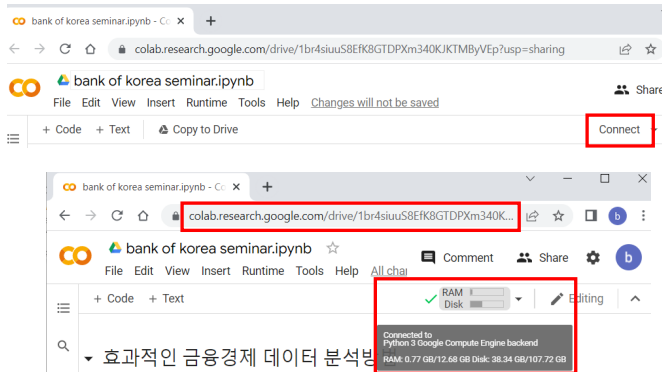 bank of korea seminar.ipynb - Co
colab.research.google.com/drive/1br4siuuS8EfK8GTDPXm340KJKTMByVEp?usp=sharing
bank of korea seminar.ipynb
Share
File Edit View Insert Runtime Tools Help Changes will not be saved
+ Code + Text Copy to Drive Connect
bank of korea seminar.ipynb - Co
colab.research.google.com/drive/1br4siuuS8EfK8GTDPXm340K... b
bank of korea seminar.ipynb Comment Share b
File Edit View Insert Runtime Tools Help All chan
+ Code + Text RAM Disk Editing
Connected to
Python 3 Google Compute Engine backend
RAM: 0.77 GB/12.68 GB Disk: 38.34 GB/107.72 GB
효과적인 금융경제 데이터 분석방